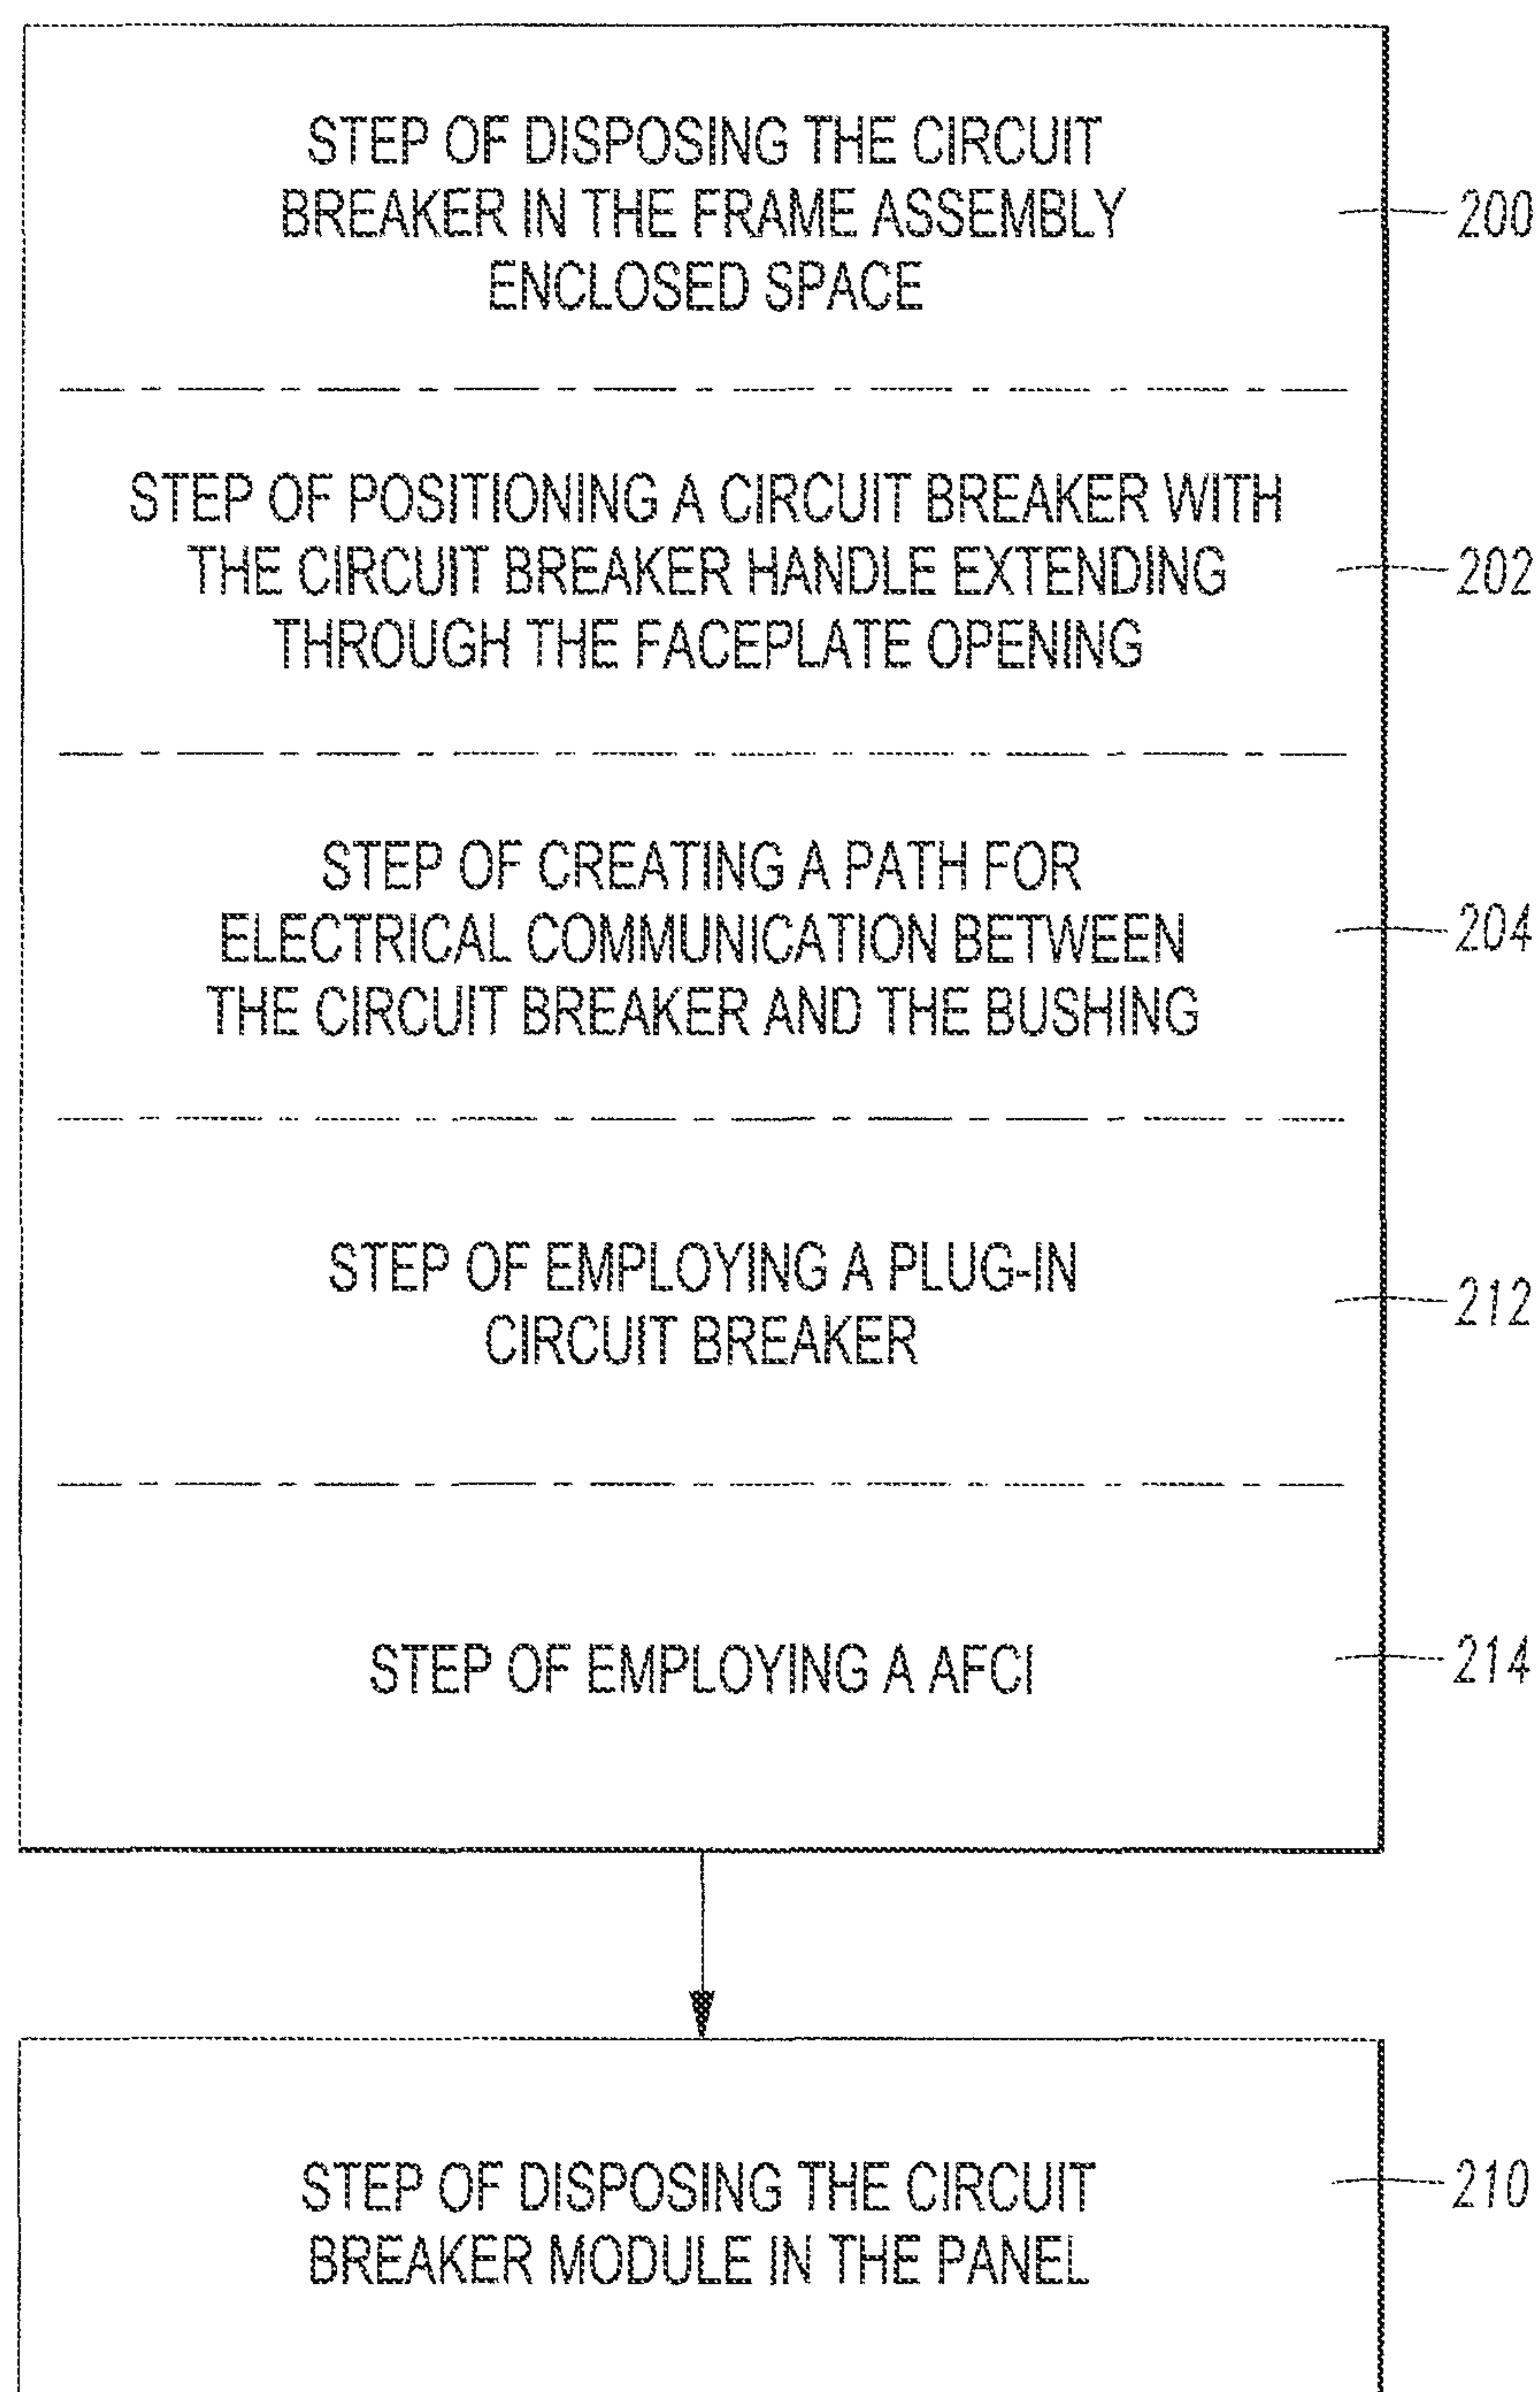 STEP OF DISPOSING THE CIRCUIT
BREAKER IN THE FRAME ASSEMBLY
ENCLOSED SPACE
200
STEP OF POSITIONING A CIRCUIT BREAKER WITH
THE CIRCUIT BREAKER HANDLE EXTENDING
THROUGH THE FACEPLATE OPENING
202
STEP OF CREATING A PATH FOR
ELECTRICAL COMMUNICATION BETWEEN
THE CIRCUIT BREAKER AND THE BUSHING
204
STEP OF EMPLOYING A PLUG-IN
CIRCUIT BREAKER
212
STEP OF EMPLOYING A AFCI
214
STEP OF DISPOSING THE CIRCUIT
BREAKER MODULE IN THE PANEL
210